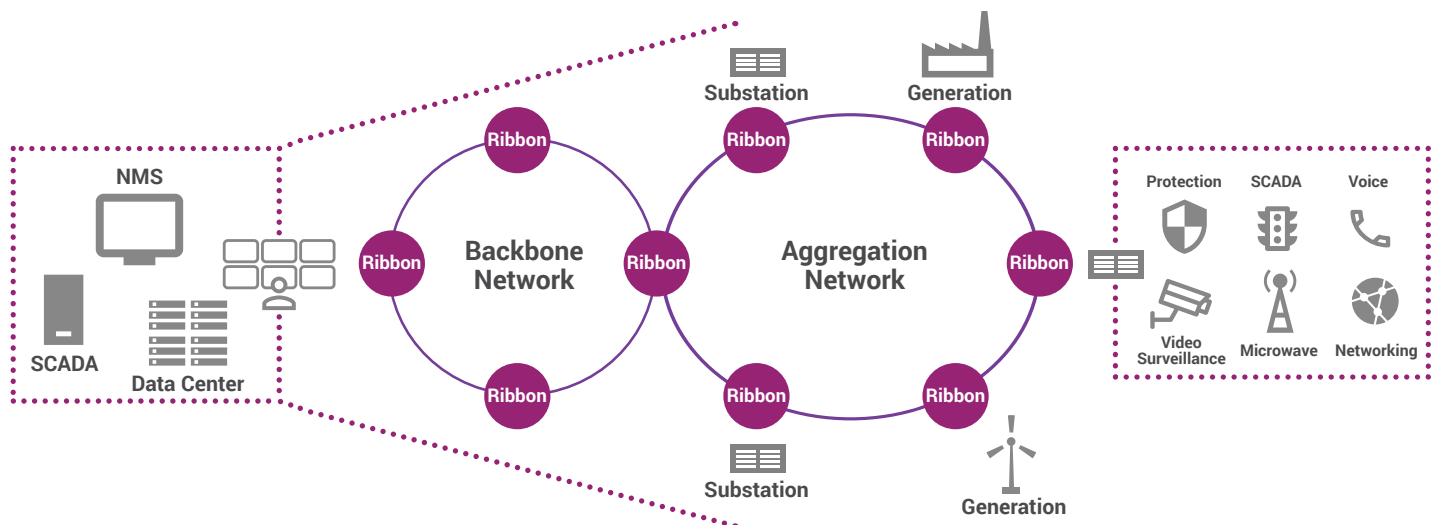 NMS
SCADA
Data Center
Ribbon
Ribbon
Backbone
Network
Ribbon
Ribbon
Substation
Generation
Ribbon
Ribbon
Aggregation
Network
Ribbon
Ribbon
Ribbon
Substation
Generation
Protection
SCADA
Voice
Video
Surveillance
Microwave
Networking